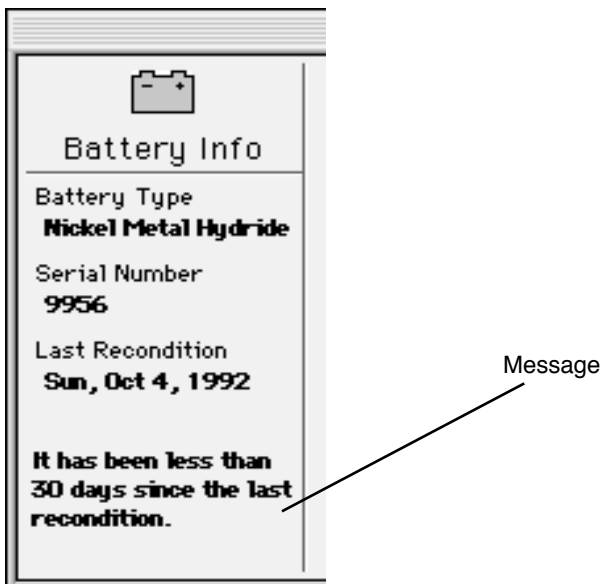 Battery Info
Battery Type
Nickel Metal Hydride
Serial Number
9956
Last Recondition
Sun, Oct 4, 1992
It has been less than
30 days since the last
recondition.
Message